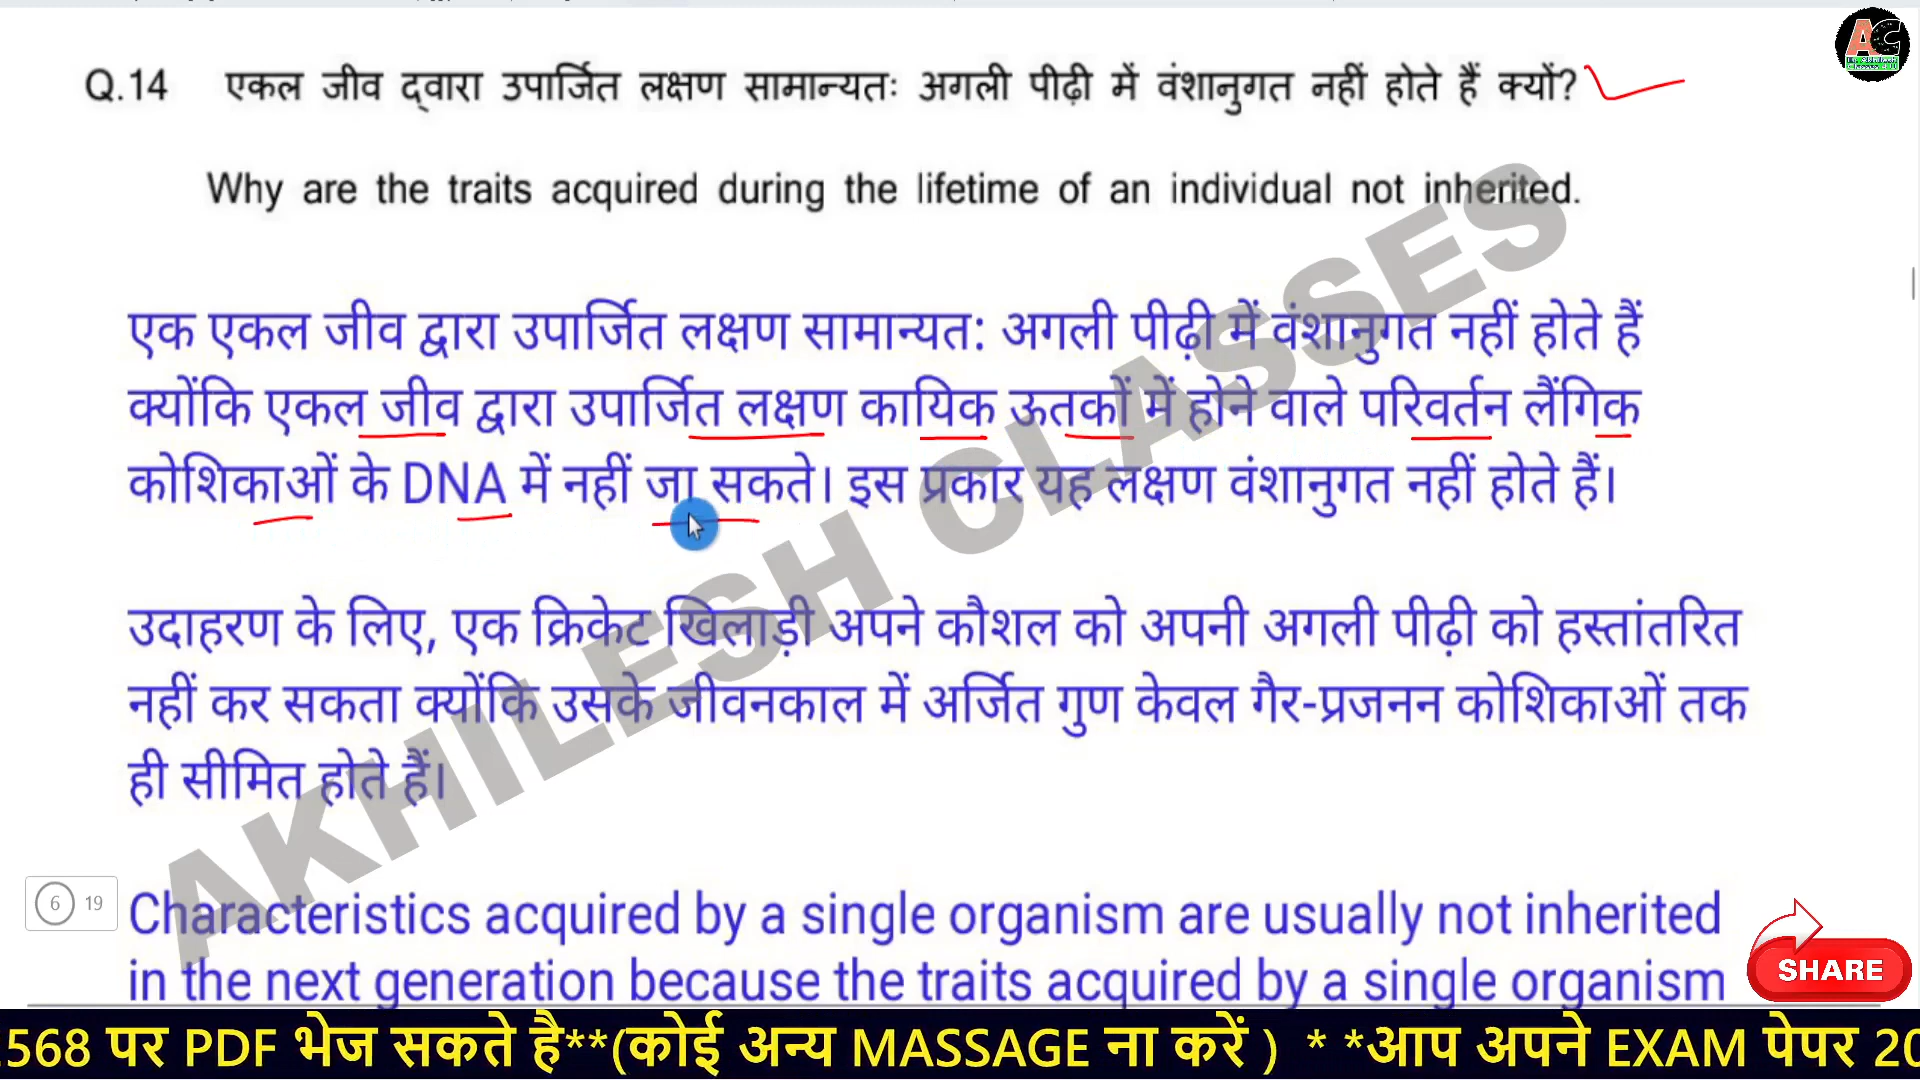 Q.14 एकल जीव द्वारा उपार्जित लक्षण सामान्यतः अगली पीढ़ी में वंशानुगत नहीं होते हैं क्यों?
Why are the traits acquired during the lifetime of an individual not inherited.
एक एकल जीव द्वारा उपार्जित लक्षण सामान्यत: अगली पीढ़ी में वंशानुगत नहीं होते हैं
क्योंकि एकल जीव द्वारा उपार्जित लक्षण कायिक ऊतकों में होने वाले परिवर्तन लैंगिक
कोशिकाओं के DNA में नहीं जा सकते। इस प्रकार यह लक्षण वंशानुगत नहीं होते हैं।
उदाहरण के लिए, एक क्रिकेट खिलाड़ी अपने कौशल को अपनी अगली पीढ़ी को हस्तांतरित
नहीं कर सकता क्योंकि उसके जीवनकाल में अर्जित गुण केवल गैर-प्रजनन कोशिकाओं तक
ही सीमित होते हैं।
Characteristics acquired by a single organism are usually not inherited
in the next generation because the traits acquired by a single organism
AKHILESH CLASSES
6 19
AC
SHARE
568 पर PDF भेज सकते है**(कोई अन्य MASSAGE ना करें ) * *आप अपने EXAM पेपर 20